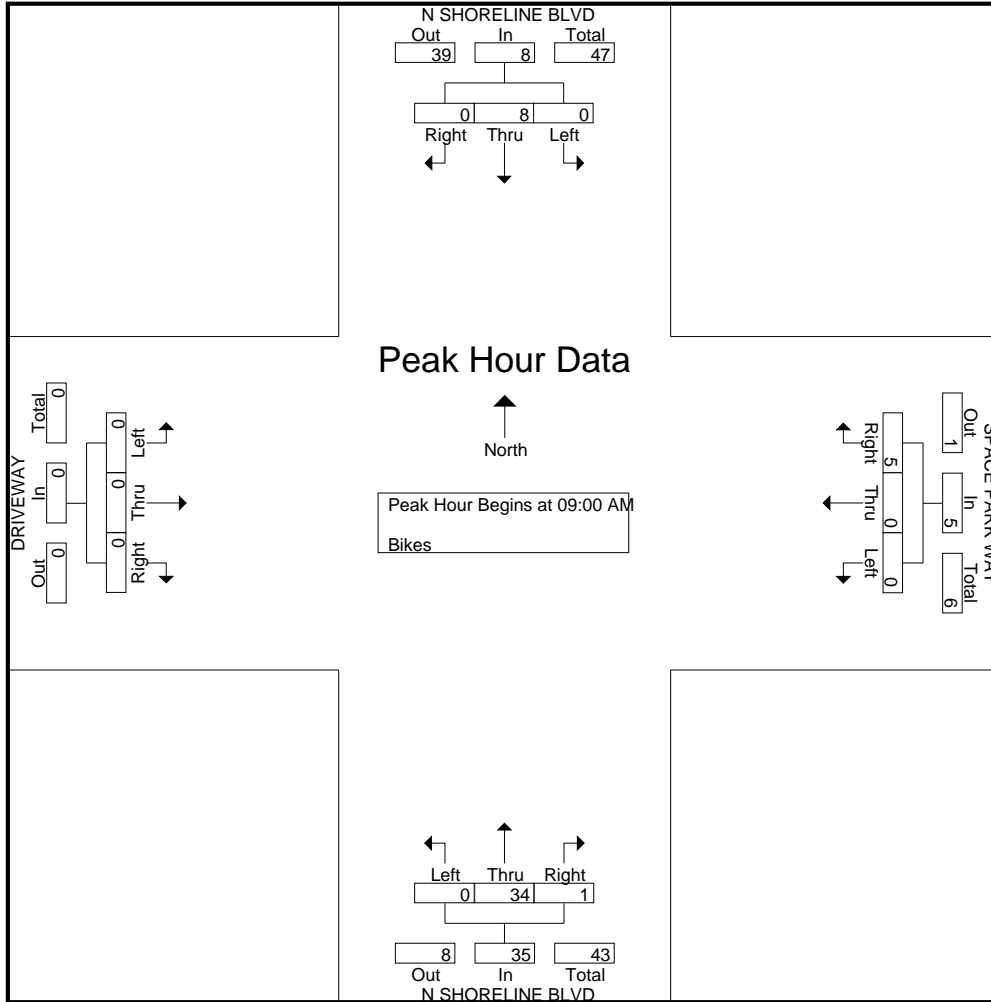 N SHORELINE BLVD
Out In Total
39 8 47
0 8 0
Right Thru Left
Peak Hour Data
North
Peak Hour Begins at 09:00 AM
Bikes
DRIVEWAY
Out In Total
0 0 0
Right Thru Left
0 0 0
SPACE PARK WAY
Out In Total
1 5 6
Right Thru Left
5 0 0
Left Thru Right
0 34 1
8 35 43
Out In Total
N SHORELINE BLVD